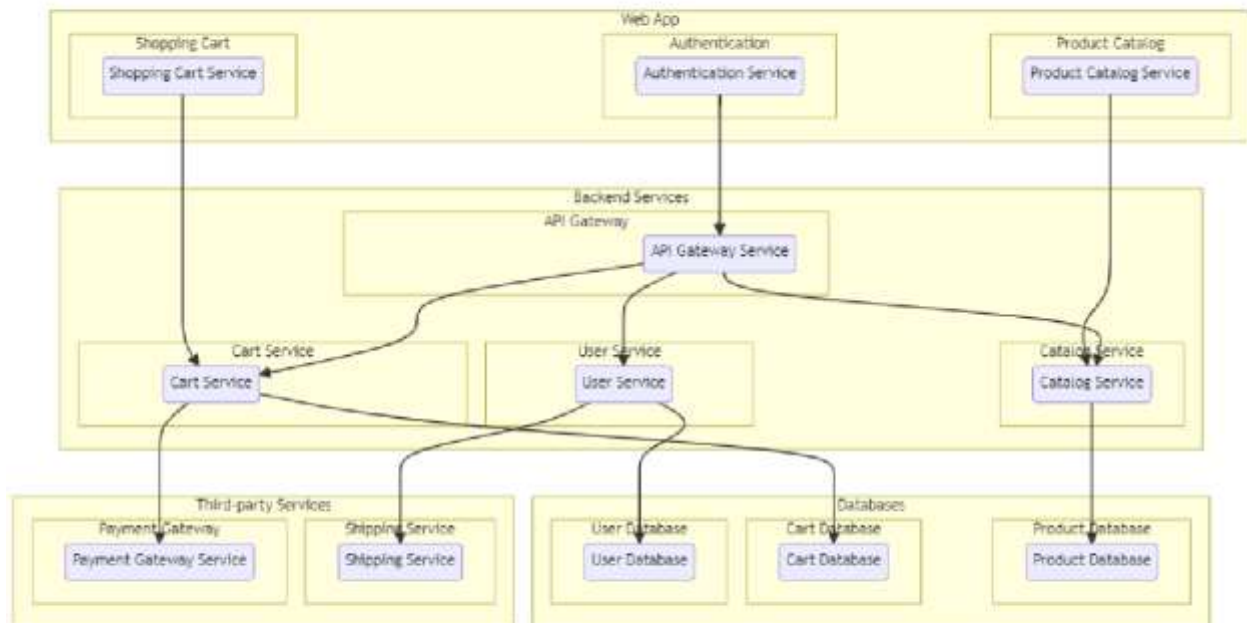 Web App
Shopping Cart
Authentication
Product Catalog
Shopping Cart Service
Authentication Service
Product Catalog Service
Backend Services
API Gateway
API Gateway Service
Cart Service
User Service
Catalog Service
Cart Service
User Service
Catalog Service
Third-party Services
Databases
Payment Gateway
Shipping Service
User Database
Cart Database
Product Database
Payment Gateway Service
Shipping Service
User Database
Cart Database
Product Database